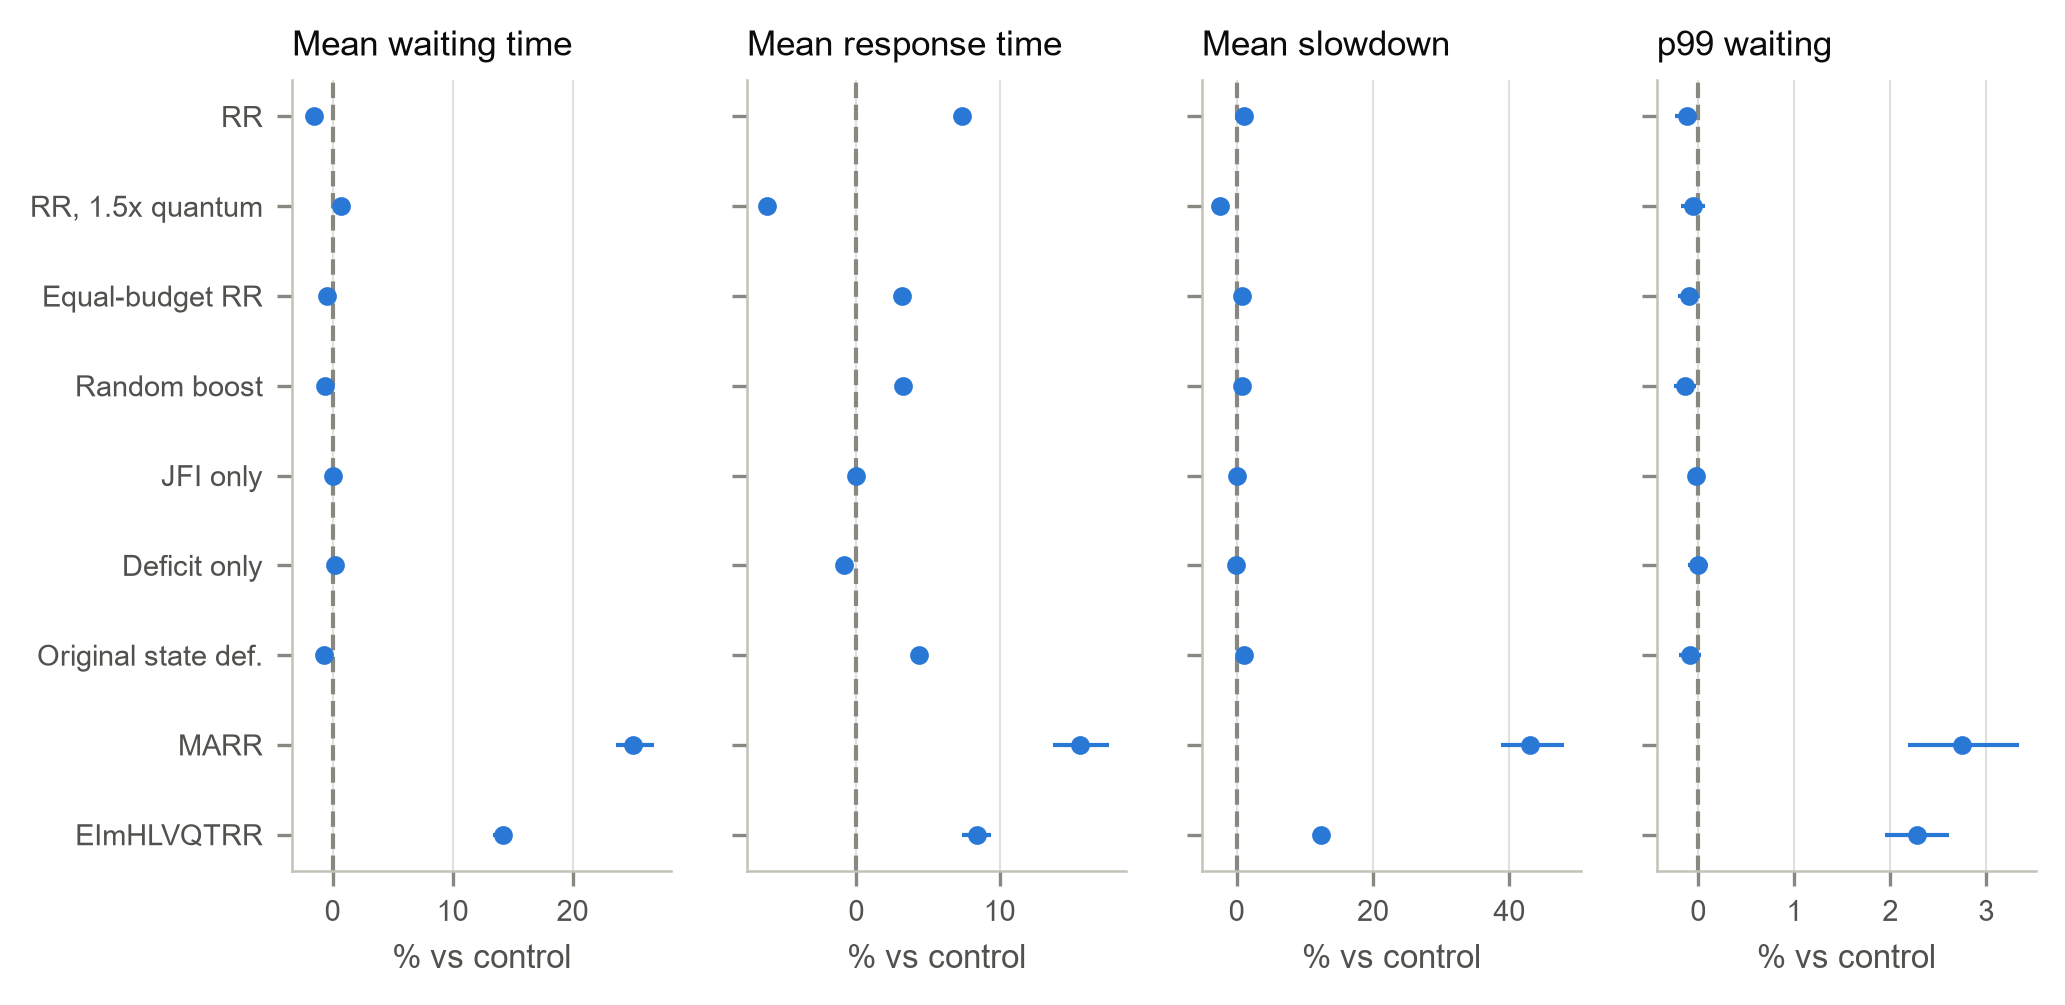 Mean waiting time
Mean response time
Mean slowdown
p99 waiting
RR
RR, 1.5x quantum
Equal-budget RR
Random boost
JFI only
Deficit only
Original state def.
MARR
EImHLVQTRR
0 10 20
0 10
0 20 40
0 1 2 3
% vs control
% vs control
% vs control
% vs control